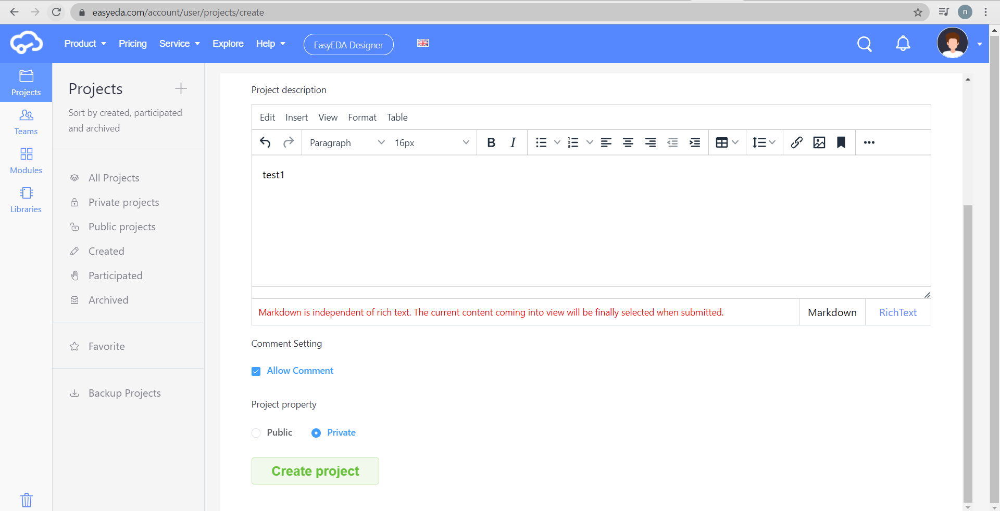 easyeda.com/account/user/projects/create
n
Product Pricing Service Explore Help EasyEDA Designer
Projects
Teams
Modules
Libraries
Projects
Sort by created, participated
and archived
All Projects
Private projects
Public projects
Created
Participated
Archived
Favorite
Backup Projects
Project description
Edit Insert View Format Table
Paragraph 16px B I
test1
Markdown is independent of rich text. The current content coming into view will be finally selected when submitted. Markdown RichText
Comment Setting
Allow Comment
Project property
Public Private
Create project